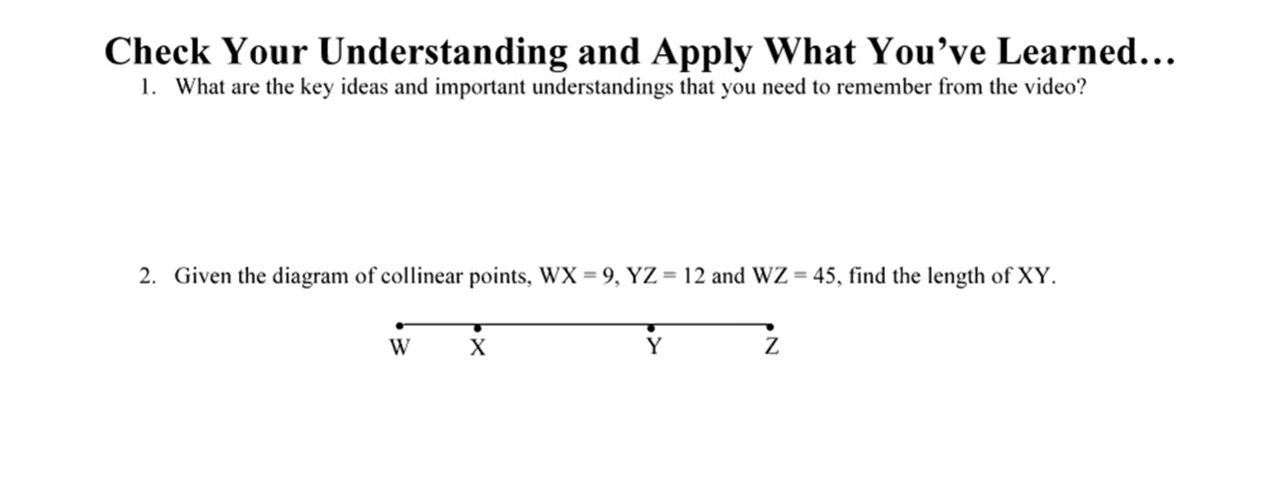 Check Your Understanding and Apply What You’ve Learned…
1. What are the key ideas and important understandings that you need to remember from the video?
2. Given the diagram of collinear points, WX = 9, YZ = 12 and WZ = 45, find the length of XY.
W X Y Z